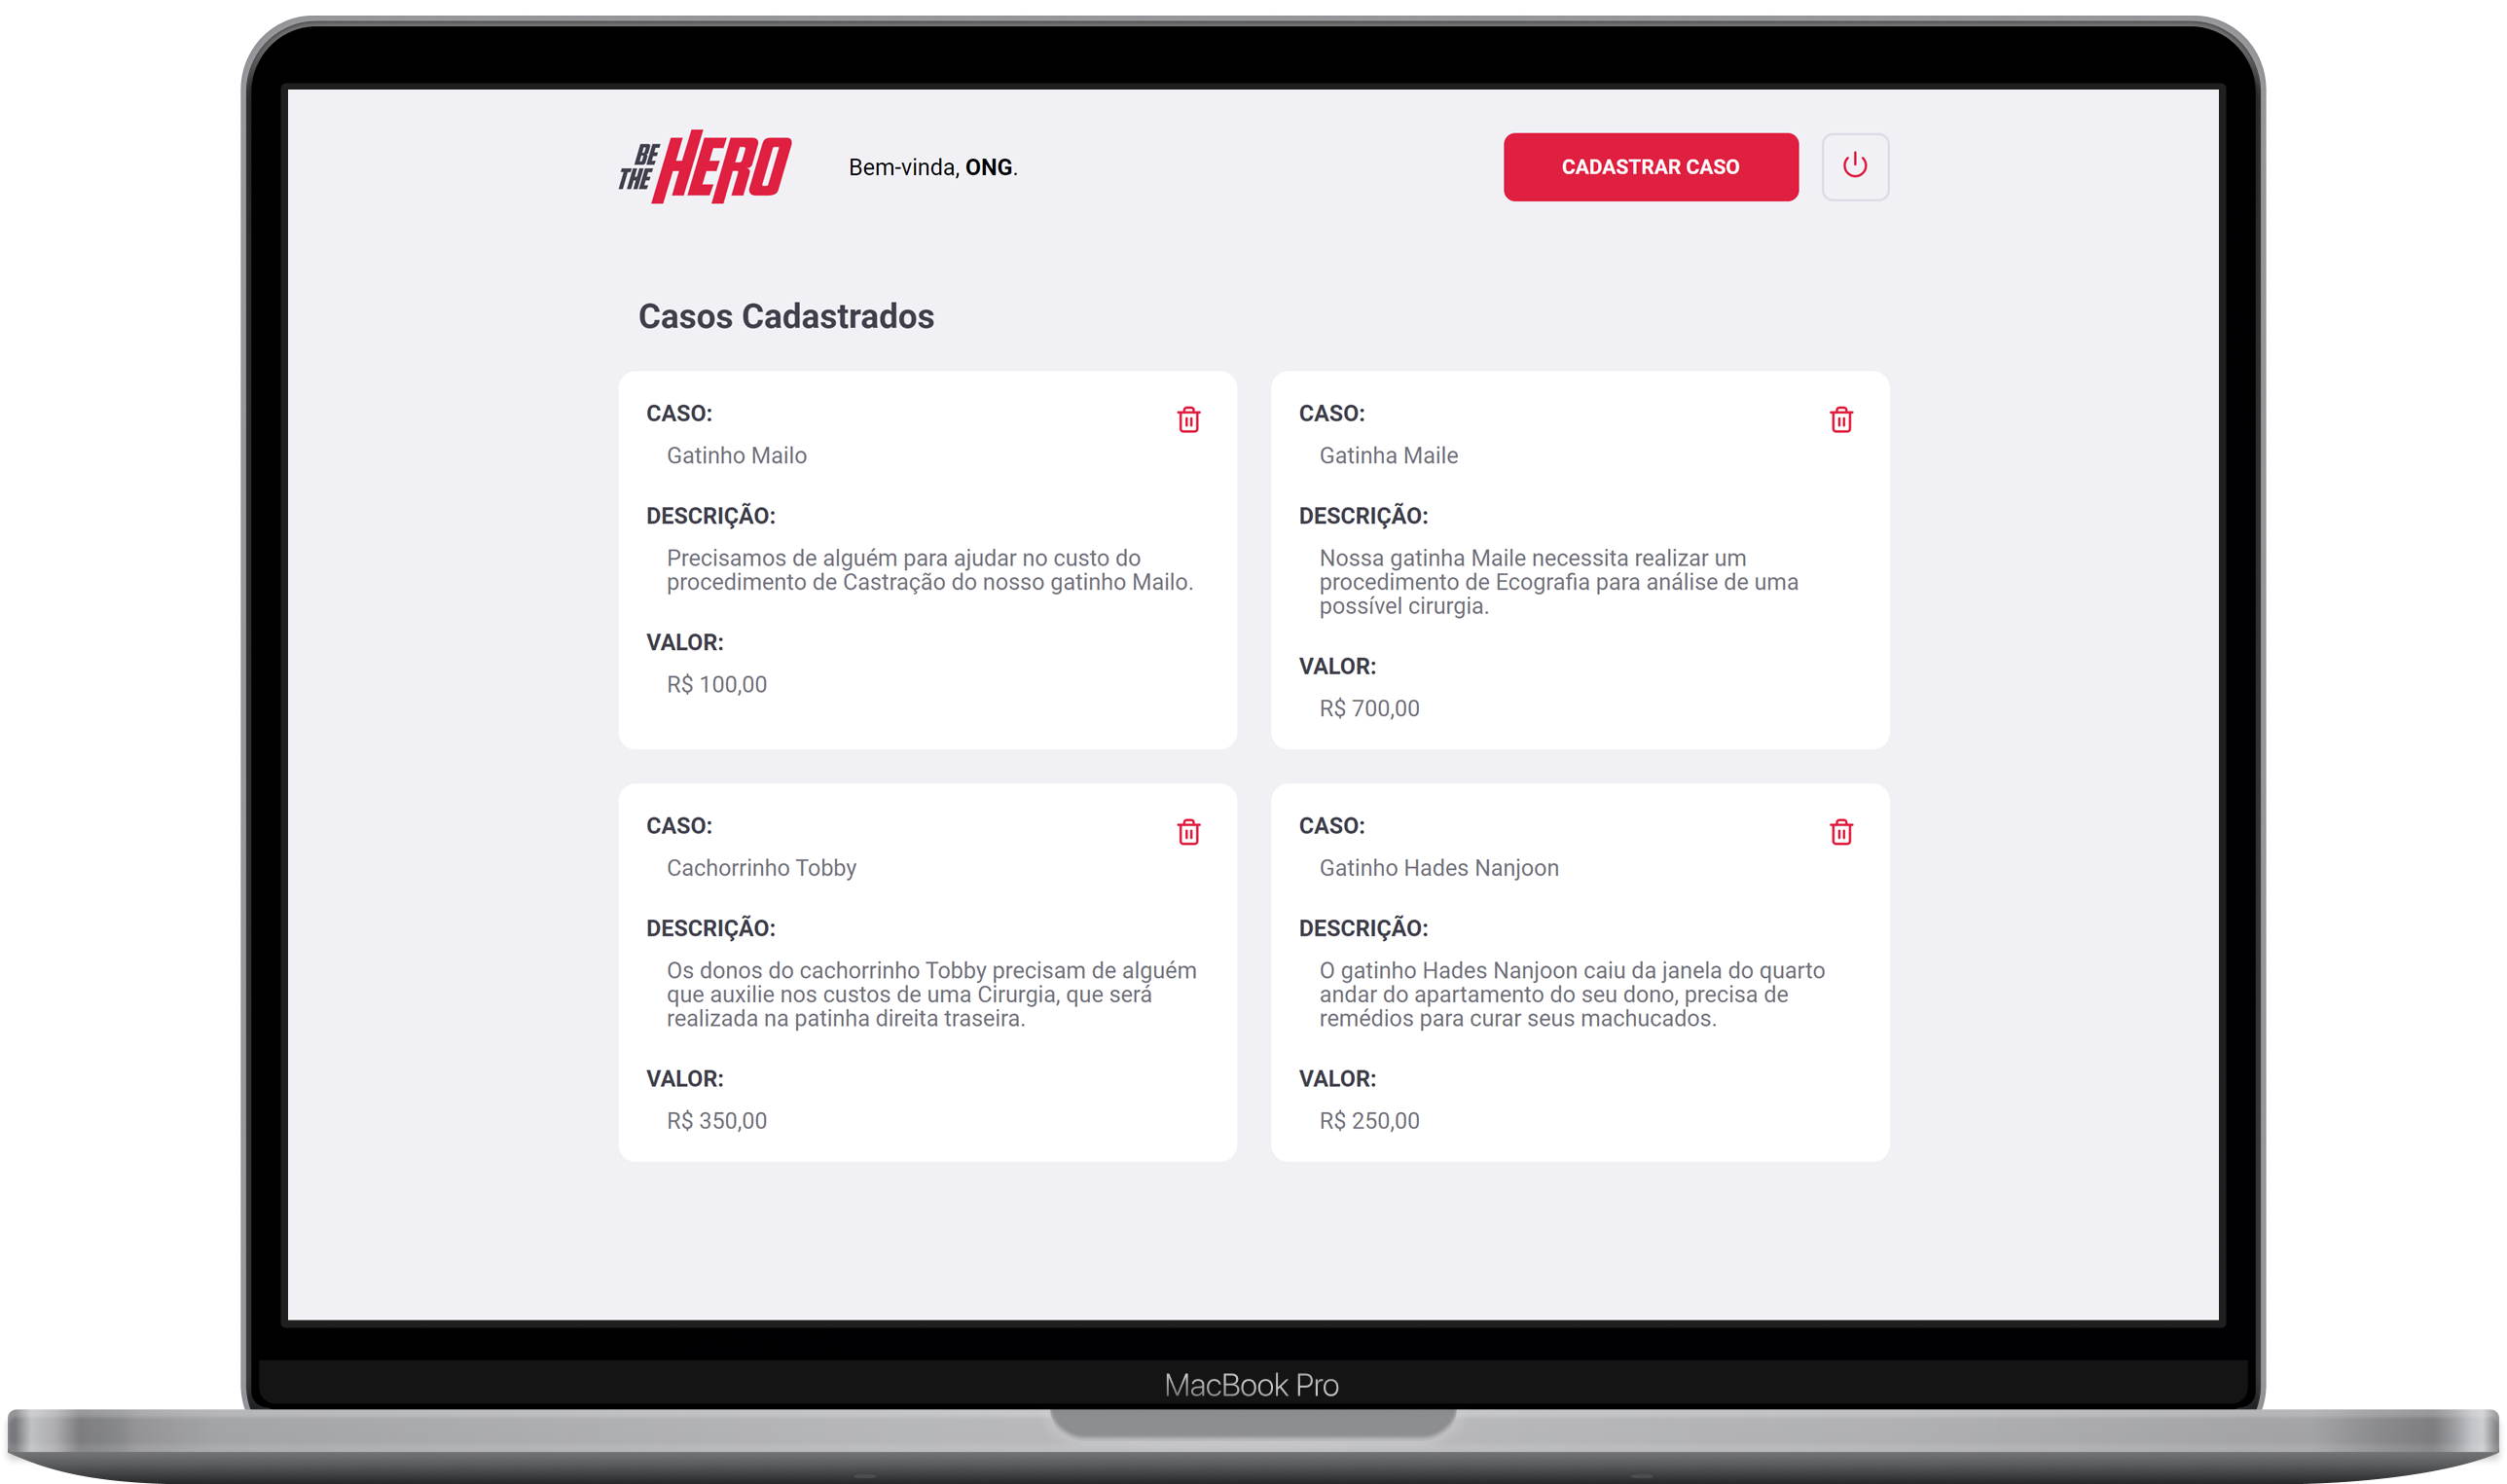 BE THE HERO
Bem-vinda, ONG.
CADASTRAR CASO
Casos Cadastrados
CASO:
Gatinho Mailo
DESCRIÇÃO:
Precisamos de alguém para ajudar no custo do
procedimento de Castração do nosso gatinho Mailo.
VALOR:
R$ 100,00
CASO:
Gatinha Maile
DESCRIÇÃO:
Nossa gatinha Maile necessita realizar um
procedimento de Ecografia para análise de uma
possível cirurgia.
VALOR:
R$ 700,00
CASO:
Cachorrinho Tobby
DESCRIÇÃO:
Os donos do cachorrinho Tobby precisam de alguém
que auxilie nos custos de uma Cirurgia, que será
realizada na patinha direita traseira.
VALOR:
R$ 350,00
CASO:
Gatinho Hades Nanjoon
DESCRIÇÃO:
O gatinho Hades Nanjoon caiu da janela do quarto
andar do apartamento do seu dono, precisa de
remédios para curar seus machucados.
VALOR:
R$ 250,00
MacBook Pro